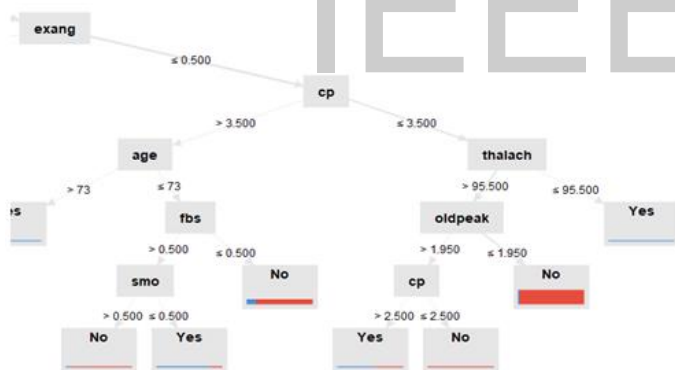 exang
≤ 0.500
cp
> 3.500 ≤ 3.500
age thalach
> 73 ≤ 73 > 95.500 ≤ 95.500
fbs oldpeak Yes
> 0.500 ≤ 0.500 > 1.950 ≤ 1.950
smo No cp No
> 0.500 ≤ 0.500 > 2.500 ≤ 2.500
No Yes Yes No